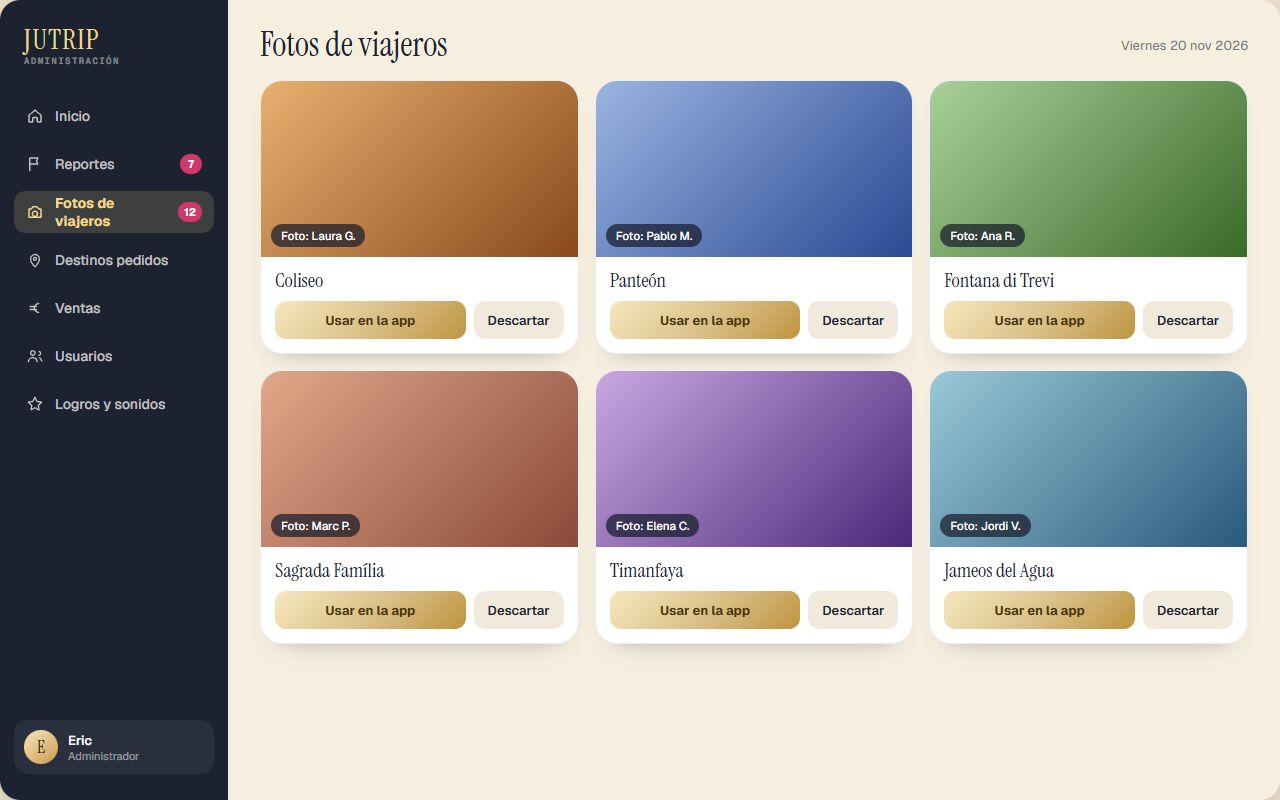 JUTRIP
ADMINISTRACIÓN
Inicio
Reportes
7
Fotos de
viajeros
12
Destinos pedidos
Ventas
Usuarios
Logros y sonidos
E
Eric
Administrador
Fotos de viajeros
Viernes 20 nov 2026
Foto: Laura G.
Coliseo
Usar en la app
Descartar
Foto: Pablo M.
Panteón
Usar en la app
Descartar
Foto: Ana R.
Fontana di Trevi
Usar en la app
Descartar
Foto: Marc P.
Sagrada Família
Usar en la app
Descartar
Foto: Elena C.
Timanfaya
Usar en la app
Descartar
Foto: Jordi V.
Jameos del Agua
Usar en la app
Descartar